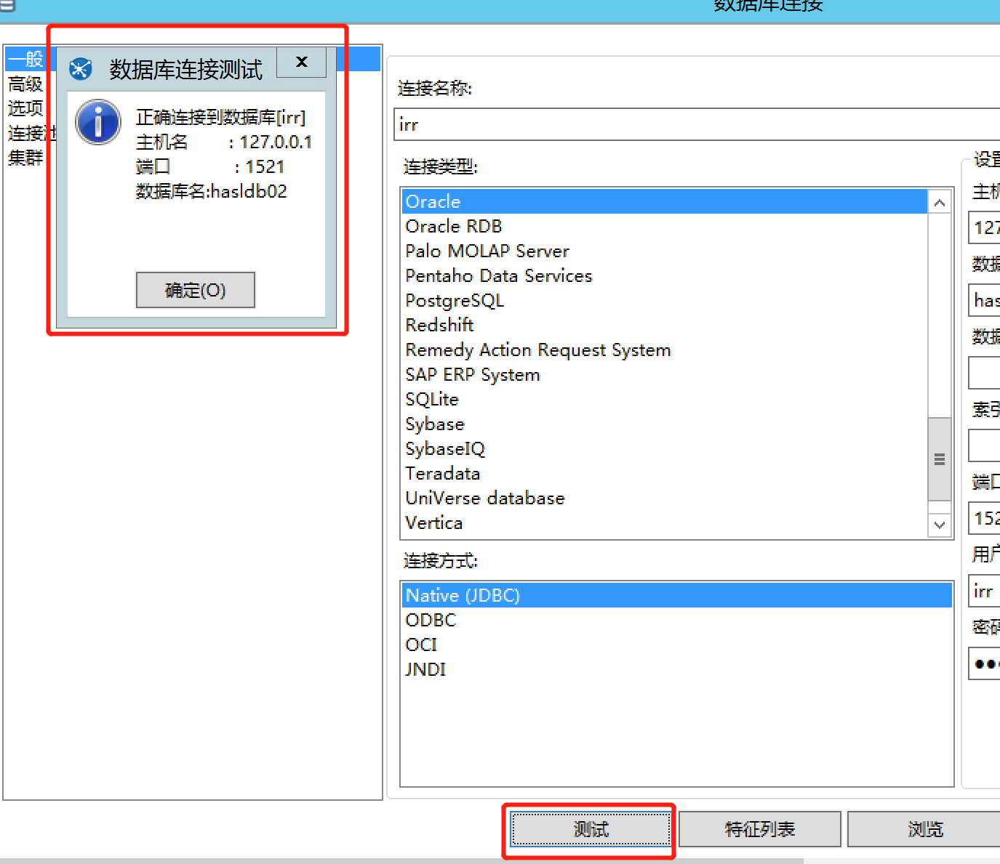 数据库连接
一般
高级
选项
连接池
集群
数据库连接测试
x
正确连接到数据库[irr]
主机名 : 127.0.0.1
端口 : 1521
数据库名:hasldb02
确定(O)
连接名称:
irr
连接类型:
Oracle
Oracle RDB
Palo MOLAP Server
Pentaho Data Services
PostgreSQL
Redshift
Remedy Action Request System
SAP ERP System
SQLite
Sybase
SybaseIQ
Teradata
UniVerse database
Vertica
连接方式:
Native (JDBC)
ODBC
OCI
JNDI
设置
主机
127
数据
has
数据
索引
端口
152
用户
irr
密码
测试
特征列表
浏览